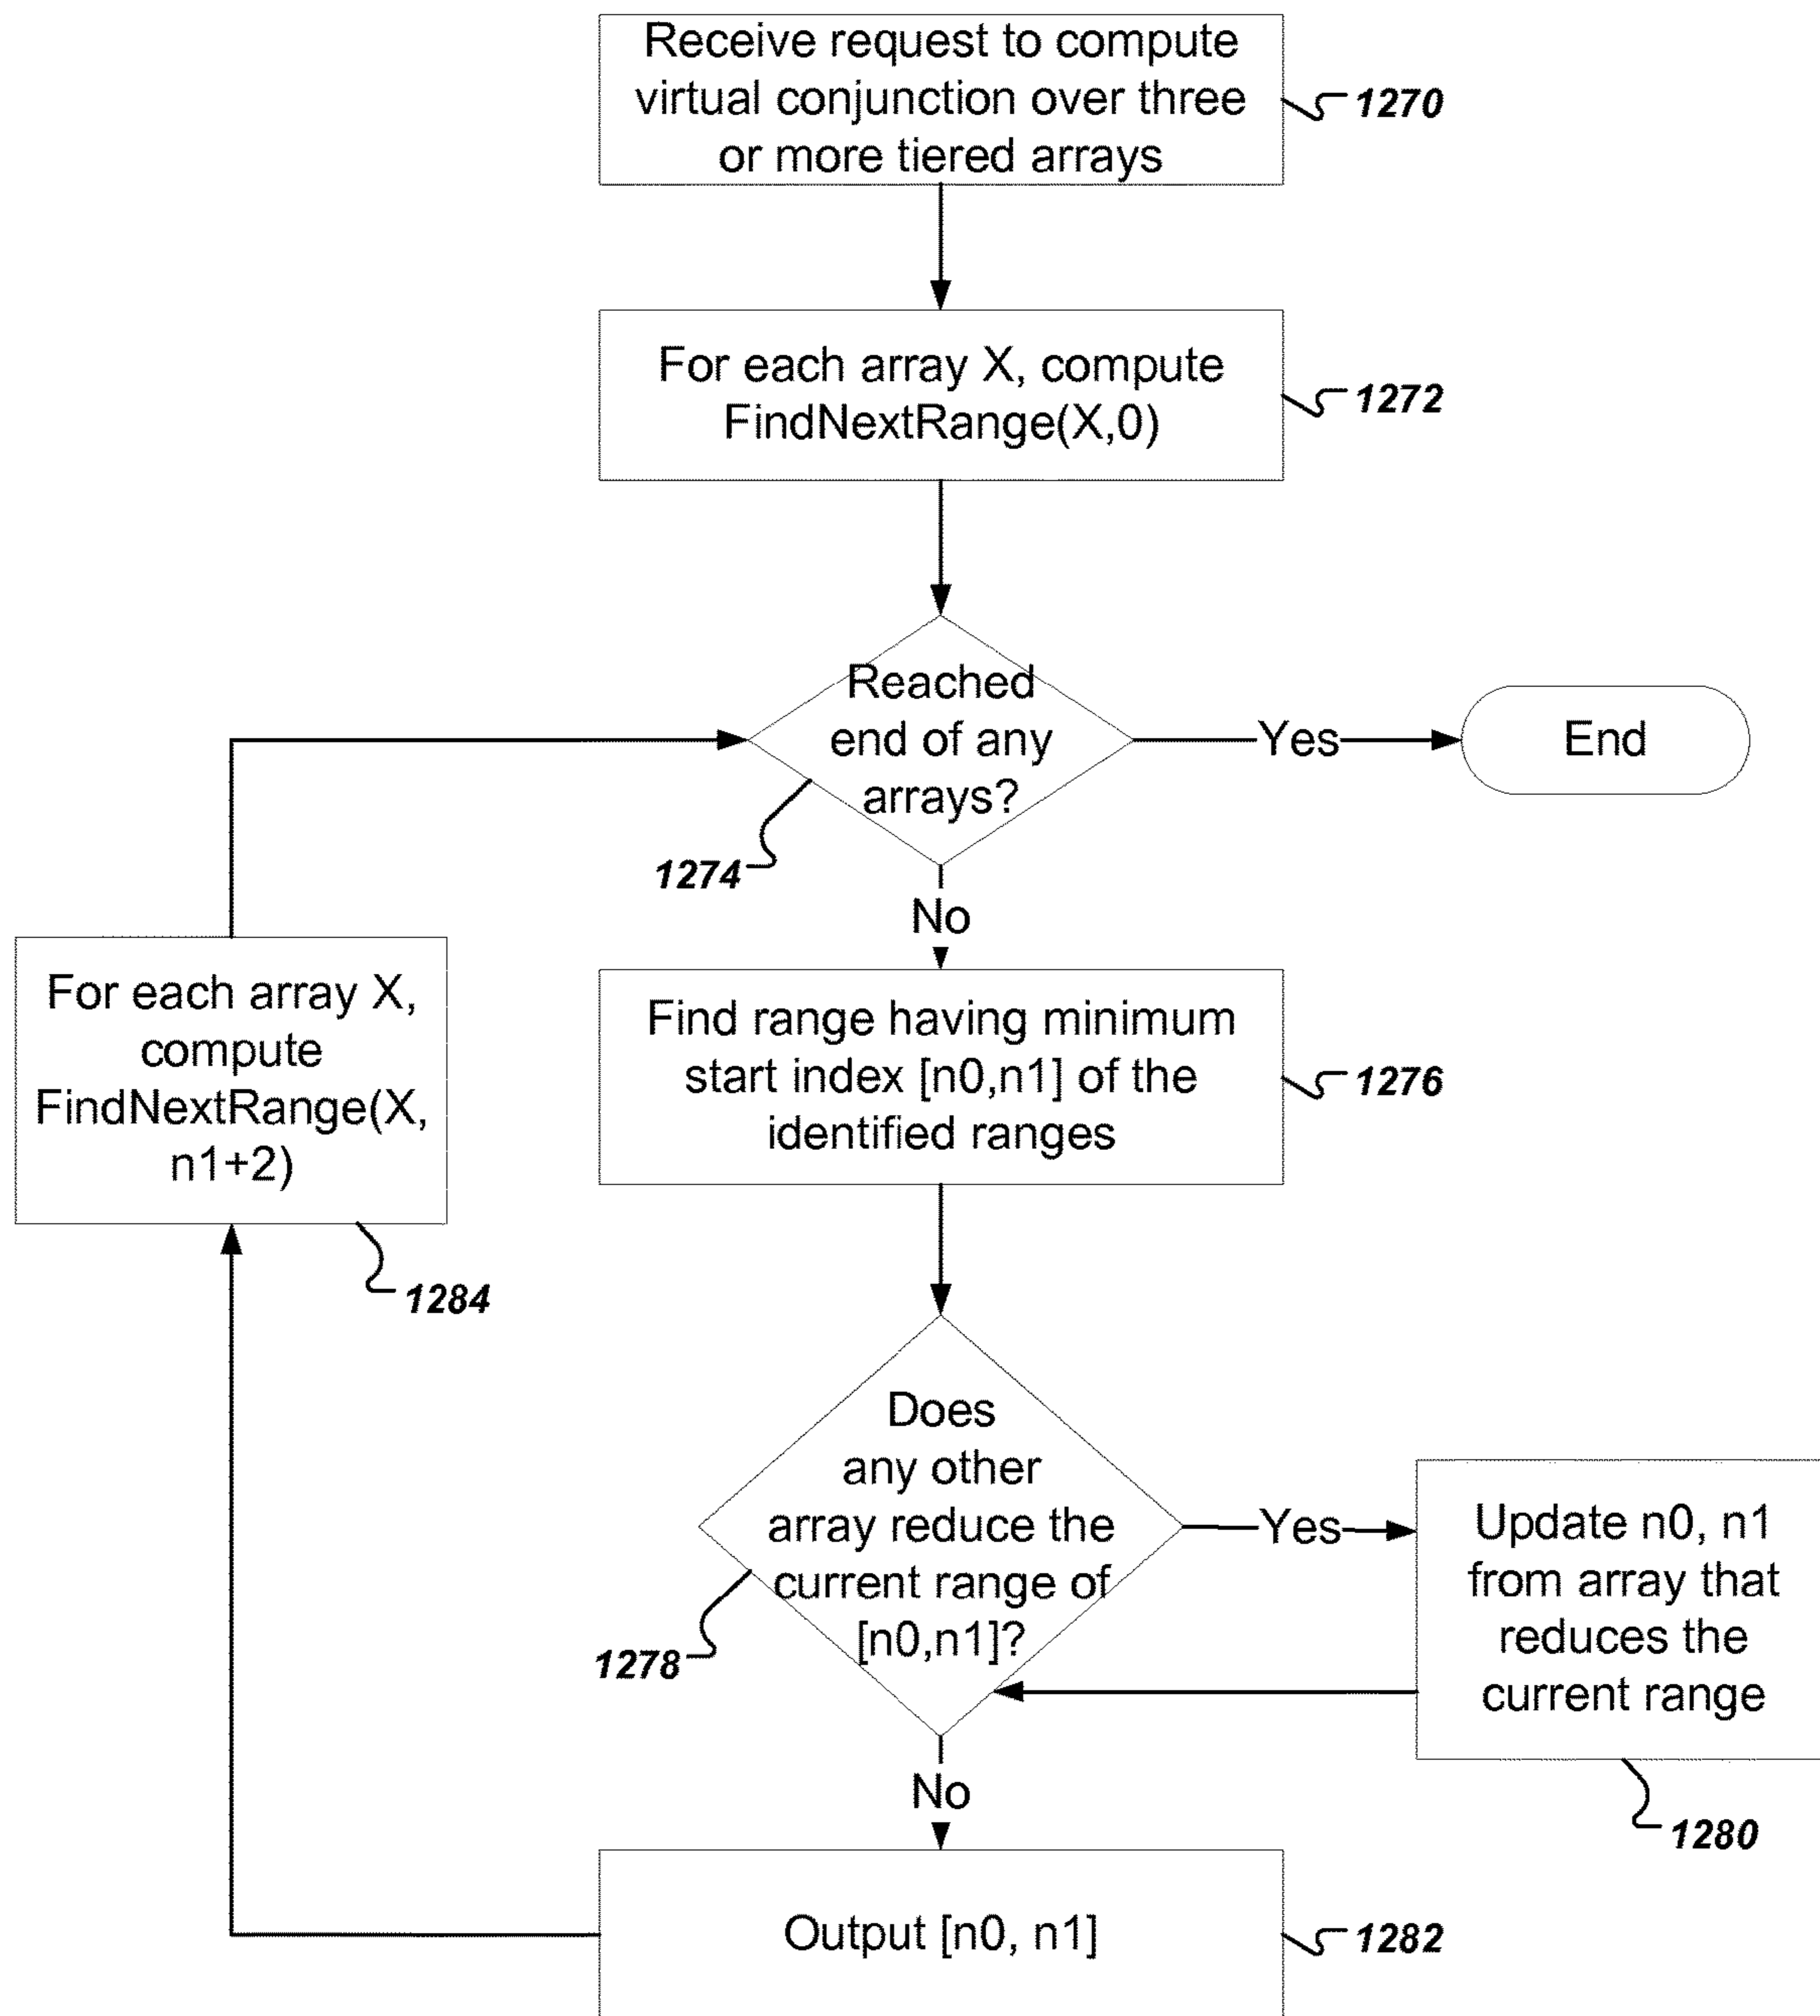 Receive request to compute
virtual conjunction over three
or more tiered arrays
1270
For each array X, compute
FindNextRange(X,0)
1272
Reached
end of any
arrays?
Yes
End
1274
No
For each array X,
compute
FindNextRange(X,
n1+2)
1284
Find range having minimum
start index [n0,n1] of the
identified ranges
1276
Does
any other
array reduce the
current range of
[n0,n1]?
1278
Yes
Update n0, n1
from array that
reduces the
current range
1280
No
Output [n0, n1]
1282